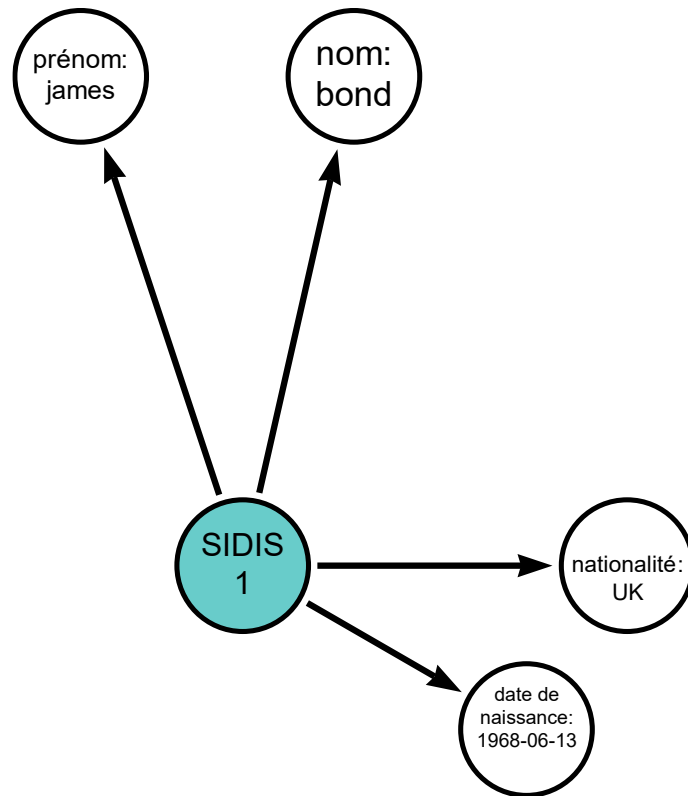 prénom:
james
nom:
bond
SIDIS
1
nationalité:
UK
date de
naissance:
1968-06-13